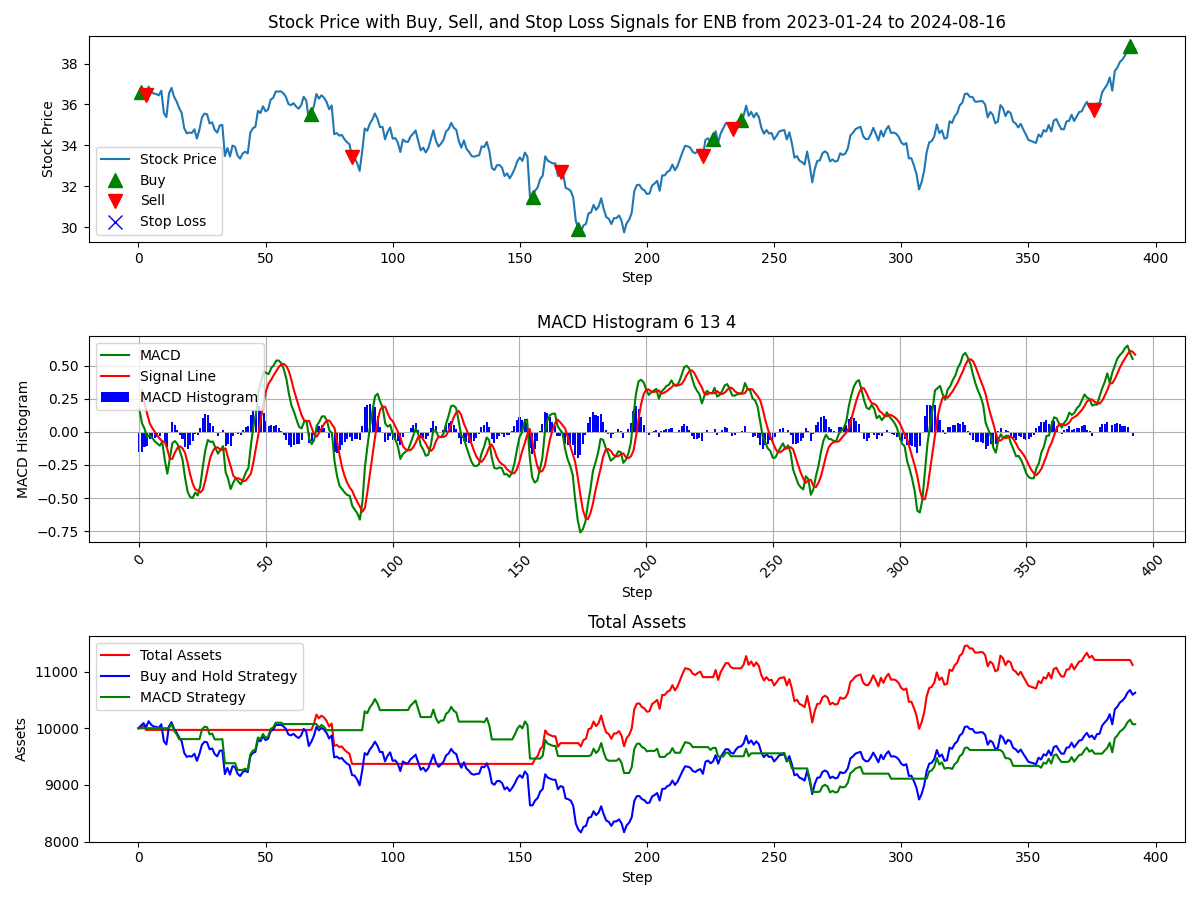 Stock Price with Buy, Sell, and Stop Loss Signals for ENB from 2023-01-24 to 2024-08-16
Stock Price
38
36
34
32
30
Stock Price
Buy
Sell
Stop Loss
0 50 100 150 200 250 300 350 400
Step
MACD Histogram 6 13 4
MACD Histogram
0.50
0.25
0.00
−0.25
−0.50
−0.75
MACD
Signal Line
MACD Histogram
0 50 100 150 200 250 300 350 400
Step
Total Assets
Assets
11000
10000
9000
8000
Total Assets
Buy and Hold Strategy
MACD Strategy
0 50 100 150 200 250 300 350 400
Step